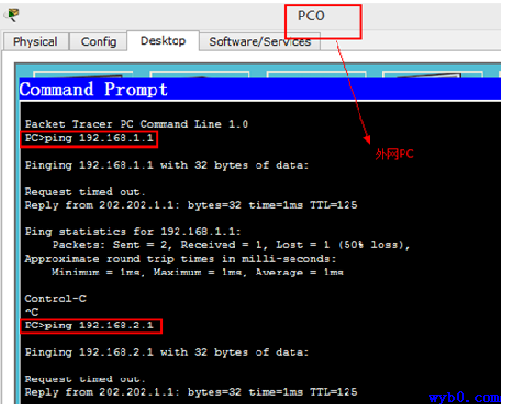 PC0
Physical Config Desktop Software/Services
Command Prompt
Packet Tracer PC Command Line 1.0
PC>ping 192.168.1.1
外网PC
Pinging 192.168.1.1 with 32 bytes of data:
Request timed out.
Reply from 202.202.1.1: bytes=32 time=1ms TTL=125
Ping statistics for 192.168.1.1:
Packets: Sent = 2, Received = 1, Lost = 1 (50% loss),
Approximate round trip times in milli-seconds:
Minimum = 1ms, Maximum = 1ms, Average = 1ms
Control-C
^C
PC>ping 192.168.2.1
Pinging 192.168.2.1 with 32 bytes of data:
Request timed out.
Reply from 202.202.1.1: bytes=32 time=1ms TTL=125
wyb0.com